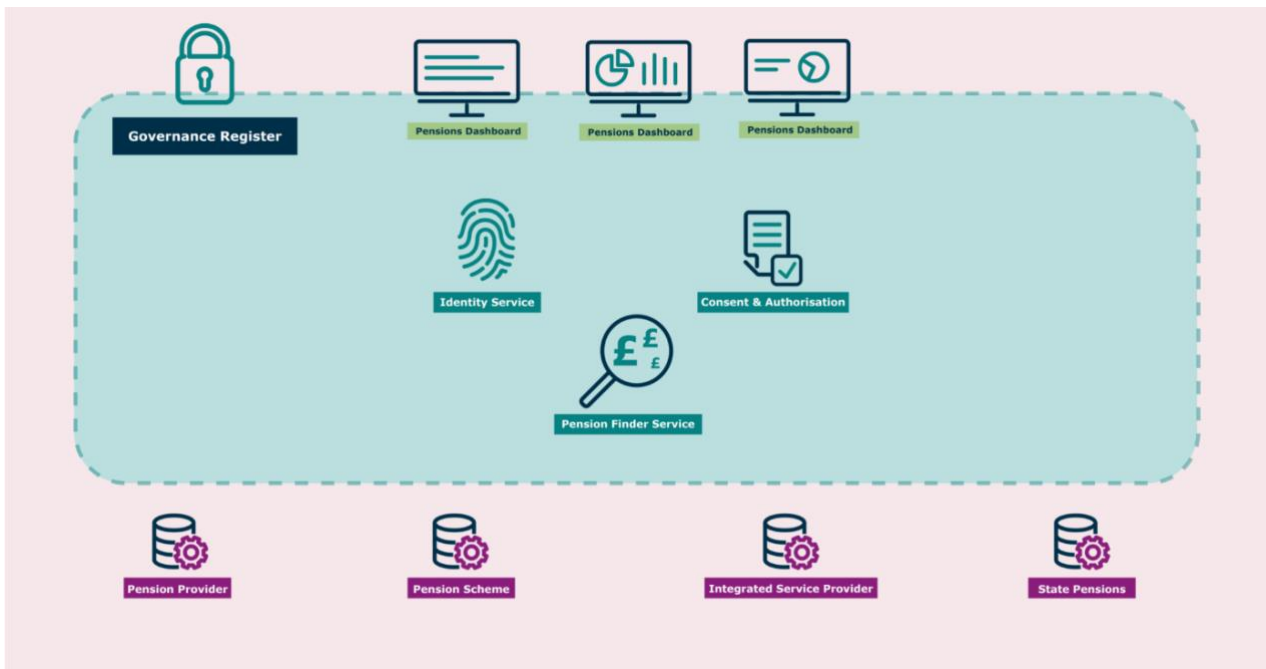 Governance Register
Pensions Dashboard
Pensions Dashboard
Pensions Dashboard
Identity Service
Consent & Authorisation
£ £ £
Pension Finder Service
Pension Provider
Pension Scheme
Integrated Service Provider
State Pensions